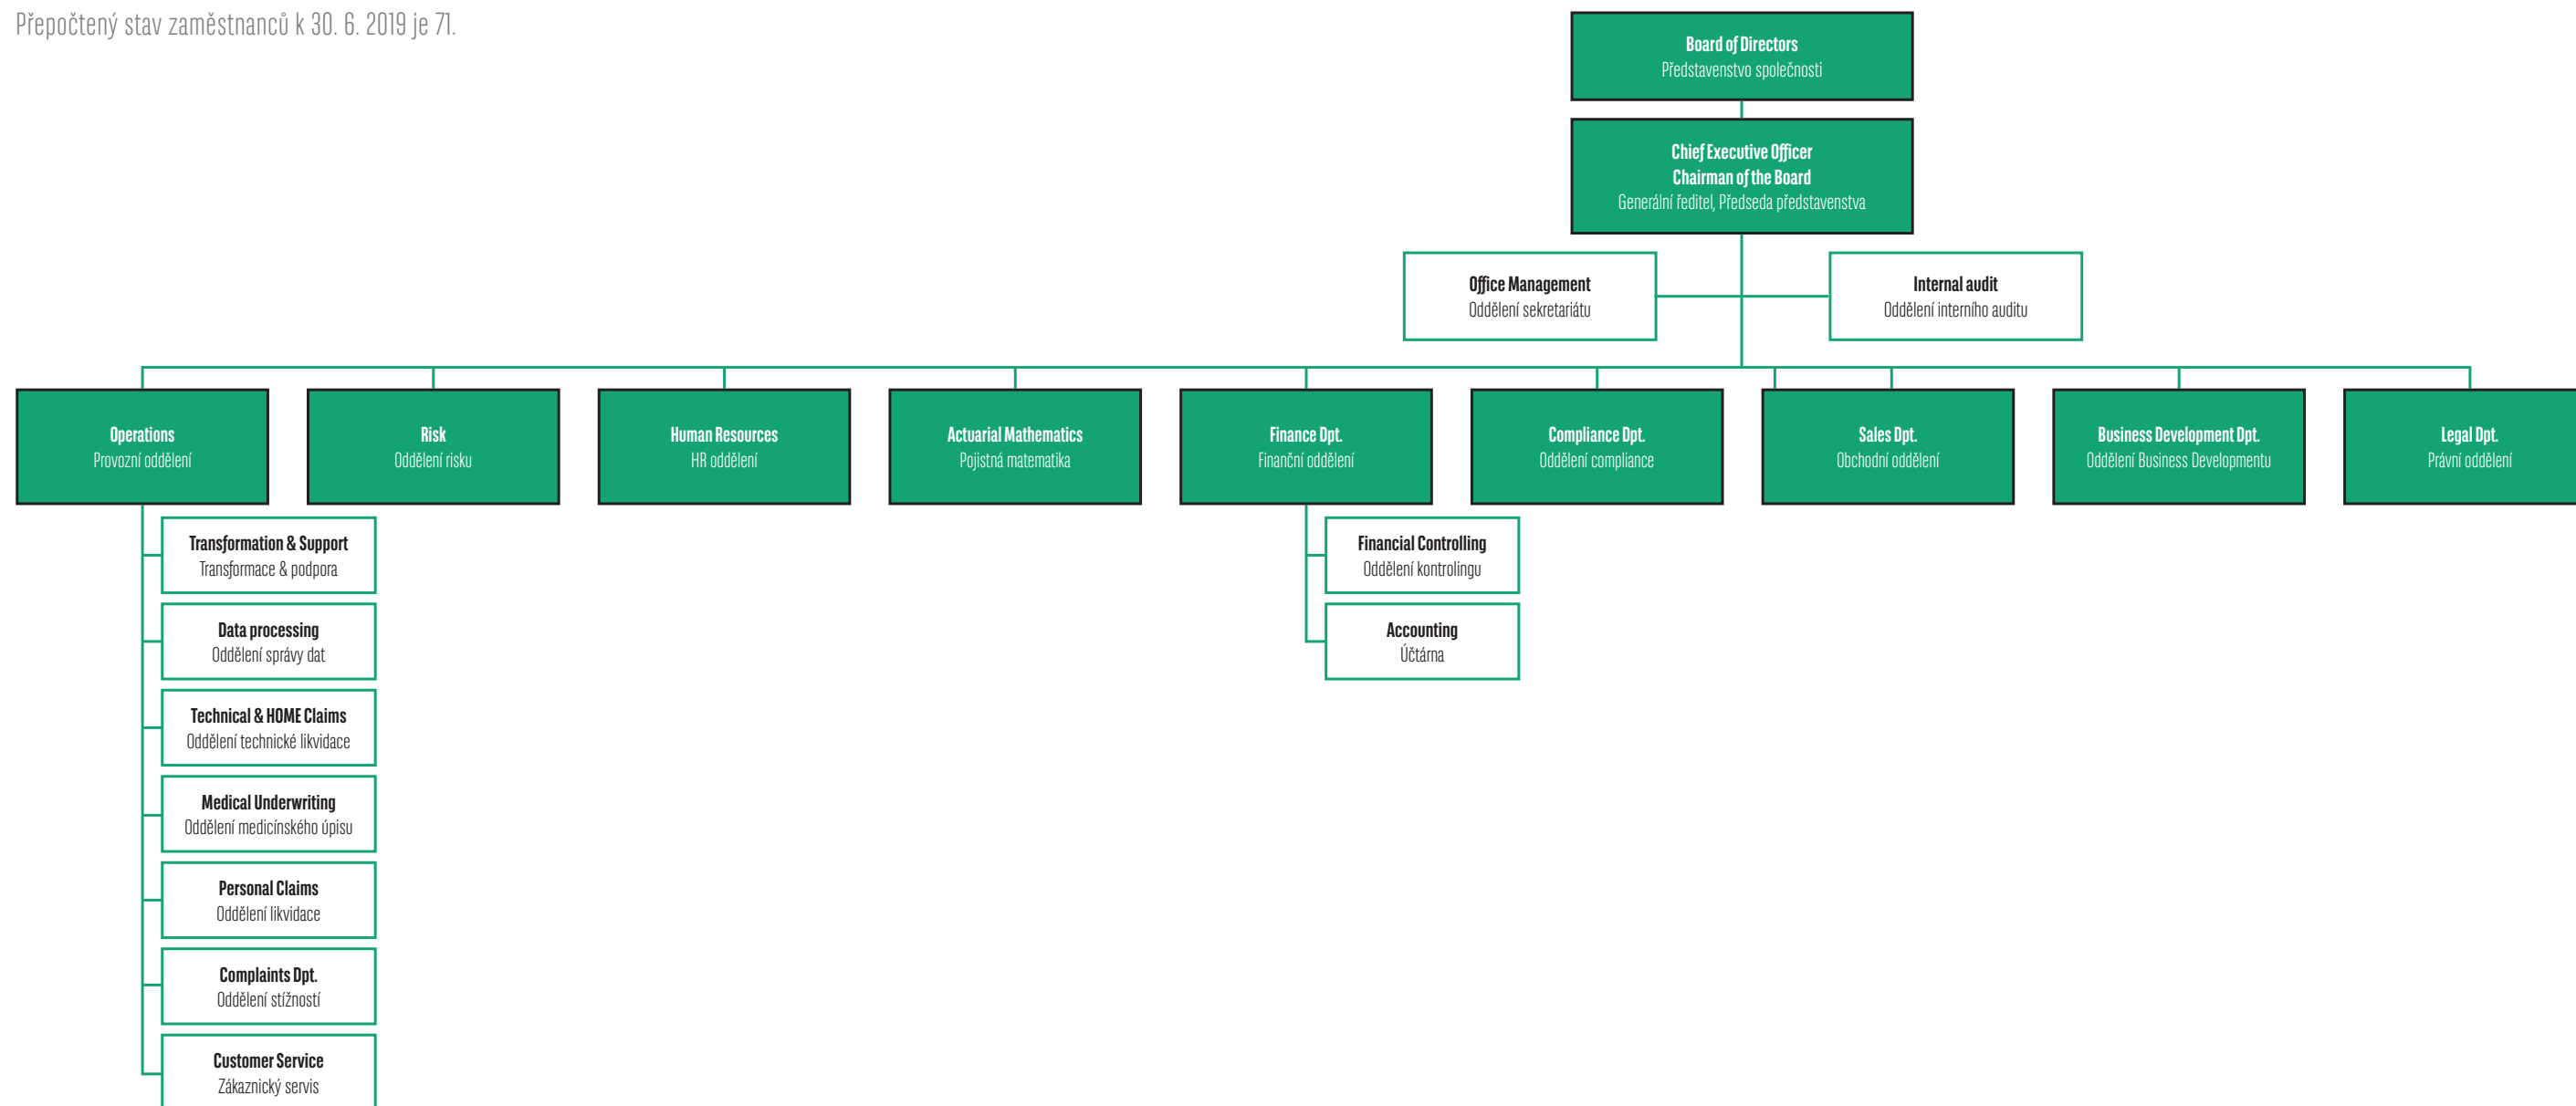 Přepočtený stav zaměstnanců k 30. 6. 2019 je 71.
Board of Directors
Představenstvo společnosti
Chief Executive Officer
Chairman of the Board
Generální ředitel, Předseda představenstva
Office Management
Oddělení sekretariátu
Internal audit
Oddělení interního auditu
Operations
Provozní oddělení
Risk
Oddělení risku
Human Resources
HR oddělení
Actuarial Mathematics
Pojistná matematika
Finance Dpt.
Finanční oddělení
Compliance Dpt.
Oddělení compliance
Sales Dpt.
Obchodní oddělení
Business Development Dpt.
Oddělení Business Developmentu
Legal Dpt.
Právní oddělení
Transformation & Support
Transformace & podpora
Data processing
Oddělení správy dat
Technical & HOME Claims
Oddělení technické likvidace
Medical Underwriting
Oddělení medicínského úpisu
Personal Claims
Oddělení likvidace
Complaints Dpt.
Oddělení stížností
Customer Service
Zákaznický servis
Financial Controlling
Oddělení kontrolingu
Accounting
Účtárna